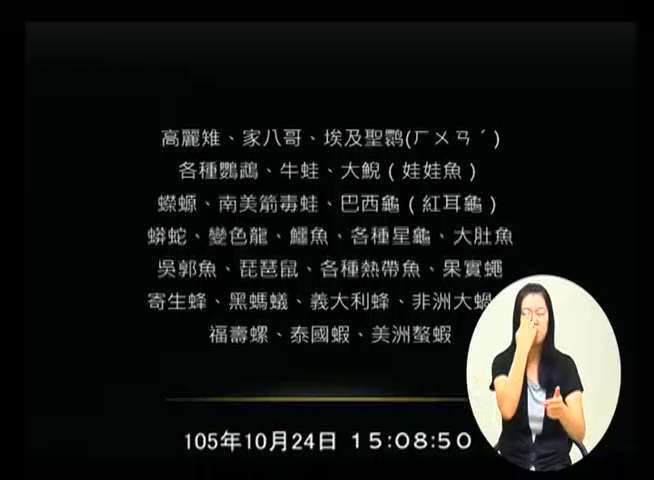 高麗雉、家八哥、埃及聖䴉(ㄏㄨㄢˊ)
各種鸚鵡、牛蛙、大鯢（娃娃魚）
蠑螈、南美箭毒蛙、巴西龜（紅耳龜）
蟒蛇、變色龍、鱷魚、各種星龜、大肚魚
吳郭魚、琵琶鼠、各種熱帶魚、果實蠅
寄生蜂、黑螞蟻、義大利蜂、非洲大蝸
福壽螺、泰國蝦、美洲螯蝦
105年10月24日 15:08:50